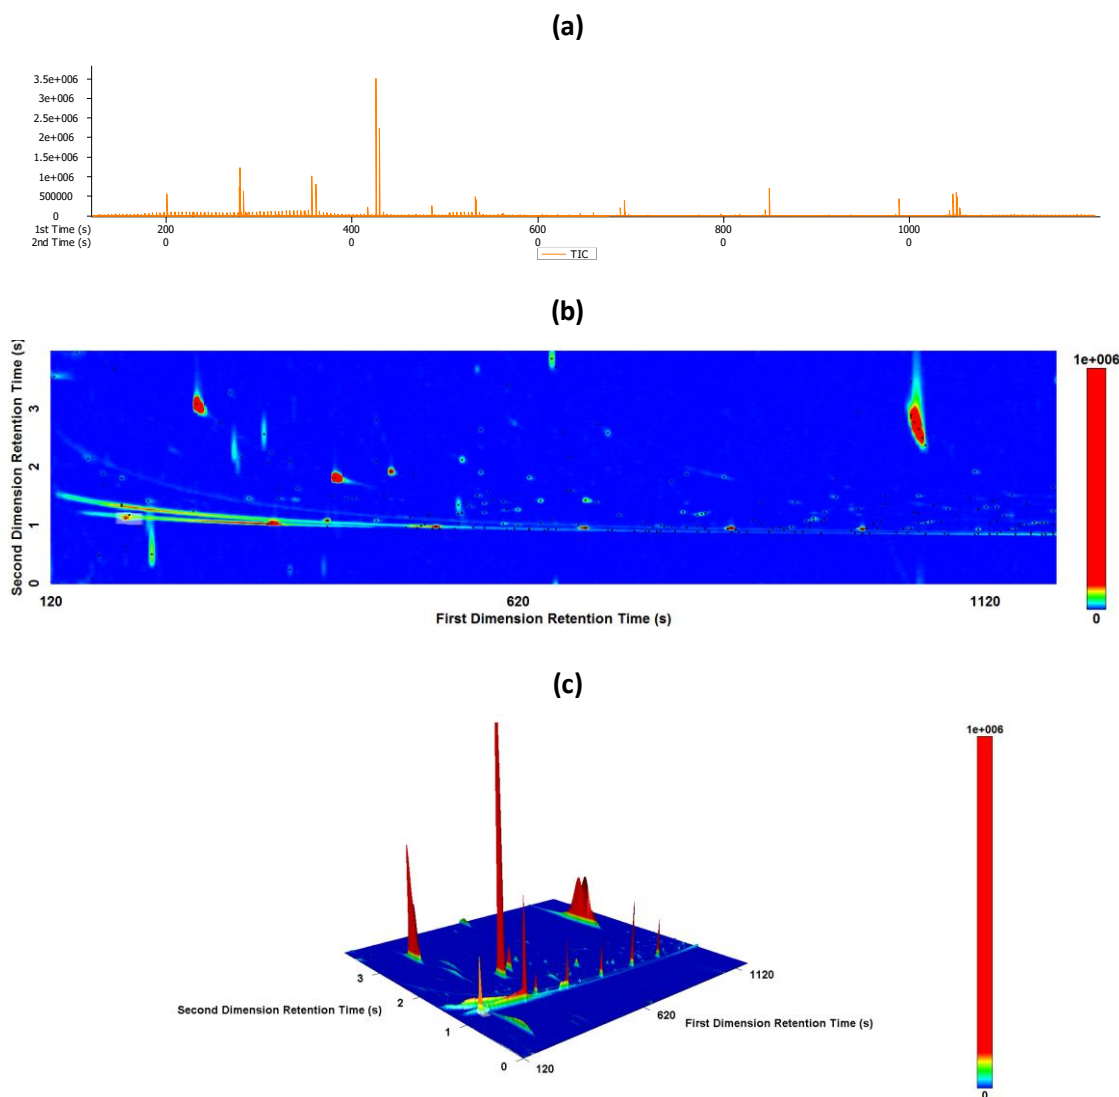 (a)
3.5e+006
3e+006
2.5e+006
2e+006
1.5e+006
1e+006
500000
0
1st Time (s) 200 400 600 800 1000
2nd Time (s) 0 0 0 0 0
TIC
(b)
Second Dimension Retention Time (s)
3
2
1
0
120 620 1120
First Dimension Retention Time (s)
1e+006
0
(c)
1e+006
3
2
1
0
Second Dimension Retention Time (s)
120
620
1120
First Dimension Retention Time (s)
0